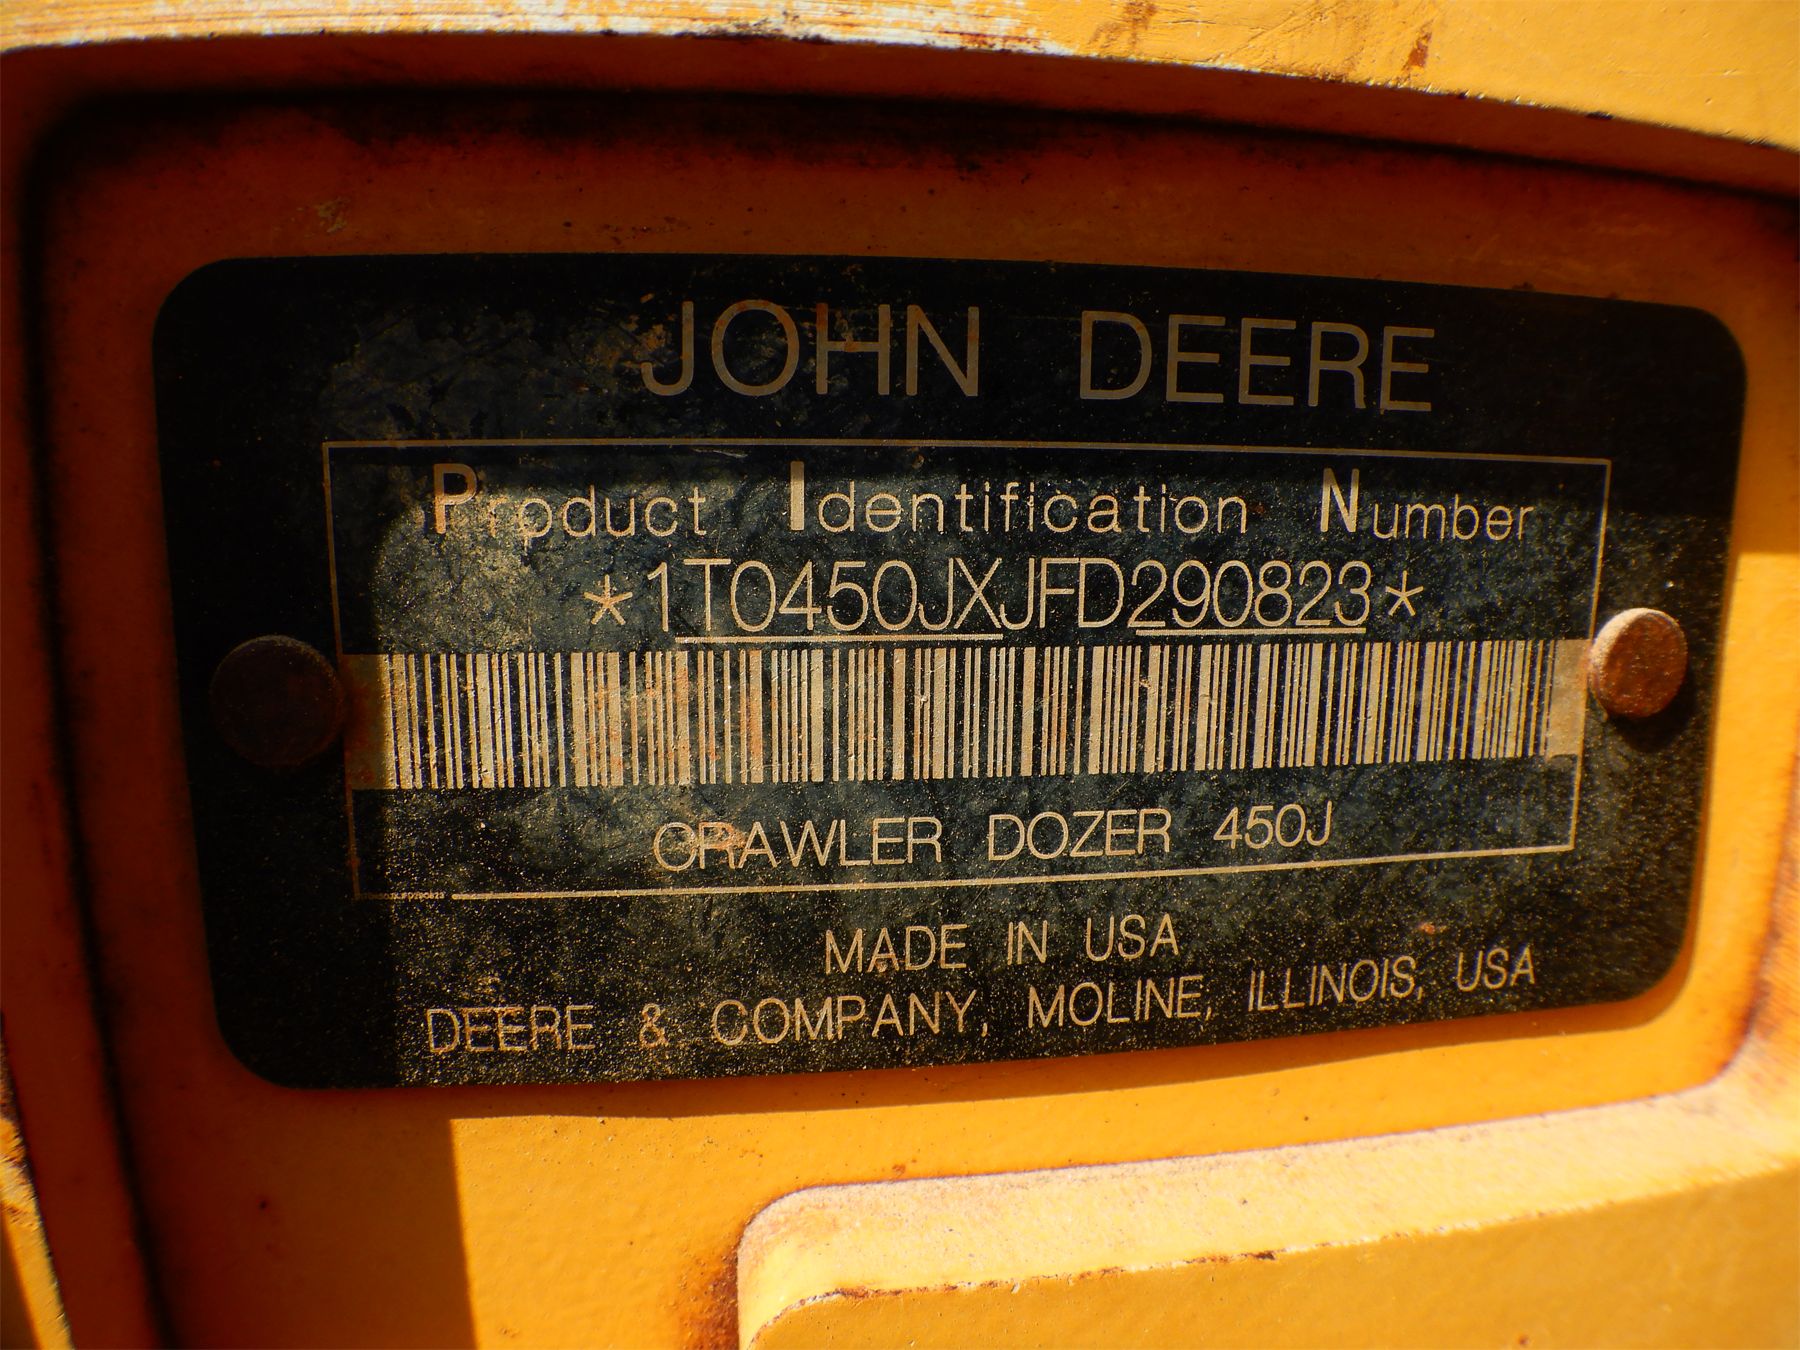 JOHN DEERE
Product Identification Number
*1T0450JXJFD290823*
CRAWLER DOZER 450J
MADE IN USA
DEERE & COMPANY, MOLINE, ILLINOIS, USA